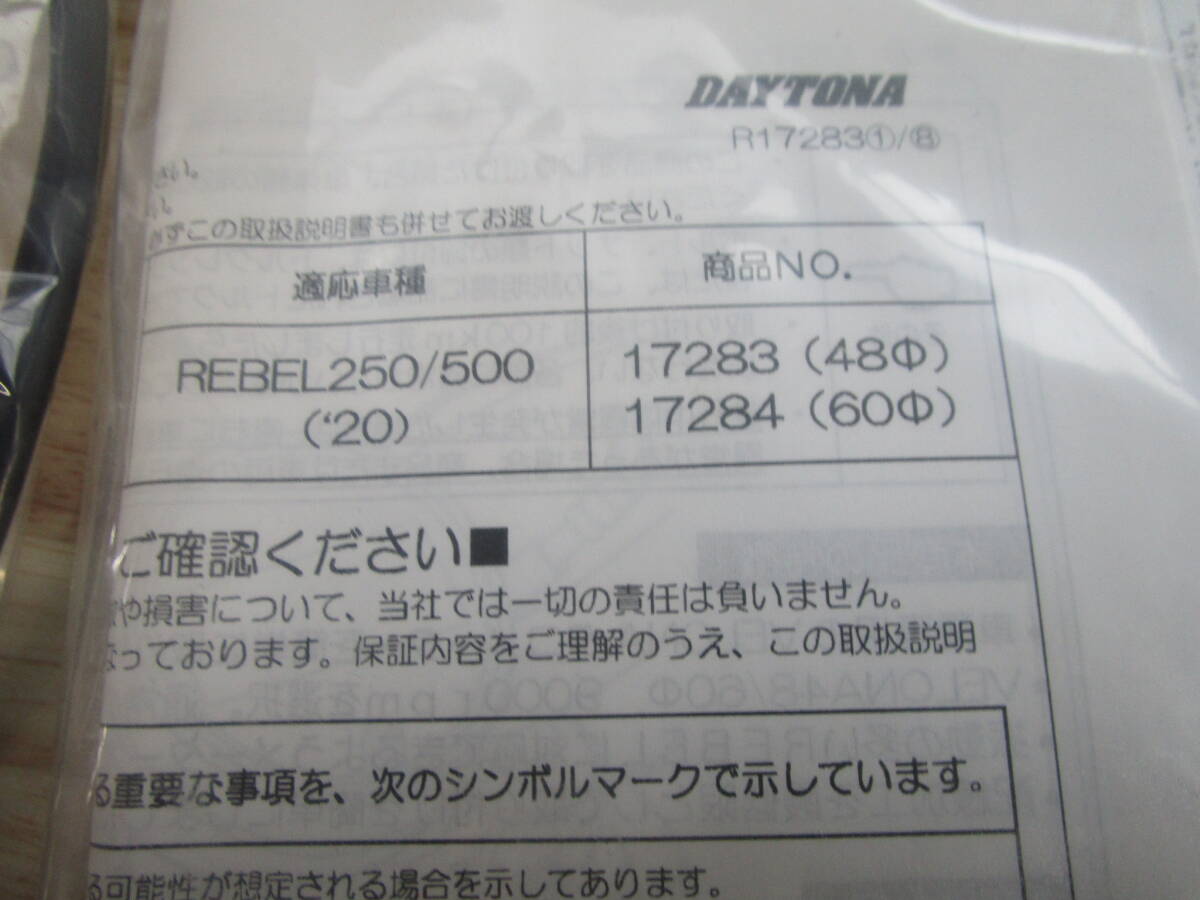 DAYTONA
R17283①/⑧
さい。
い。
ずこの取扱説明書も併せてお渡しください。
適応車種
商品NO.
REBEL250/500
('20)
17283（48Φ）
17284（60Φ）
ご確認ください■
や損害について、当社では一切の責任は負いません。
なっております。保証内容をご理解のうえ、この取扱説明
る重要な事項を、次のシンボルマークで示しています。
る可能性が想定される場合を示してあります。